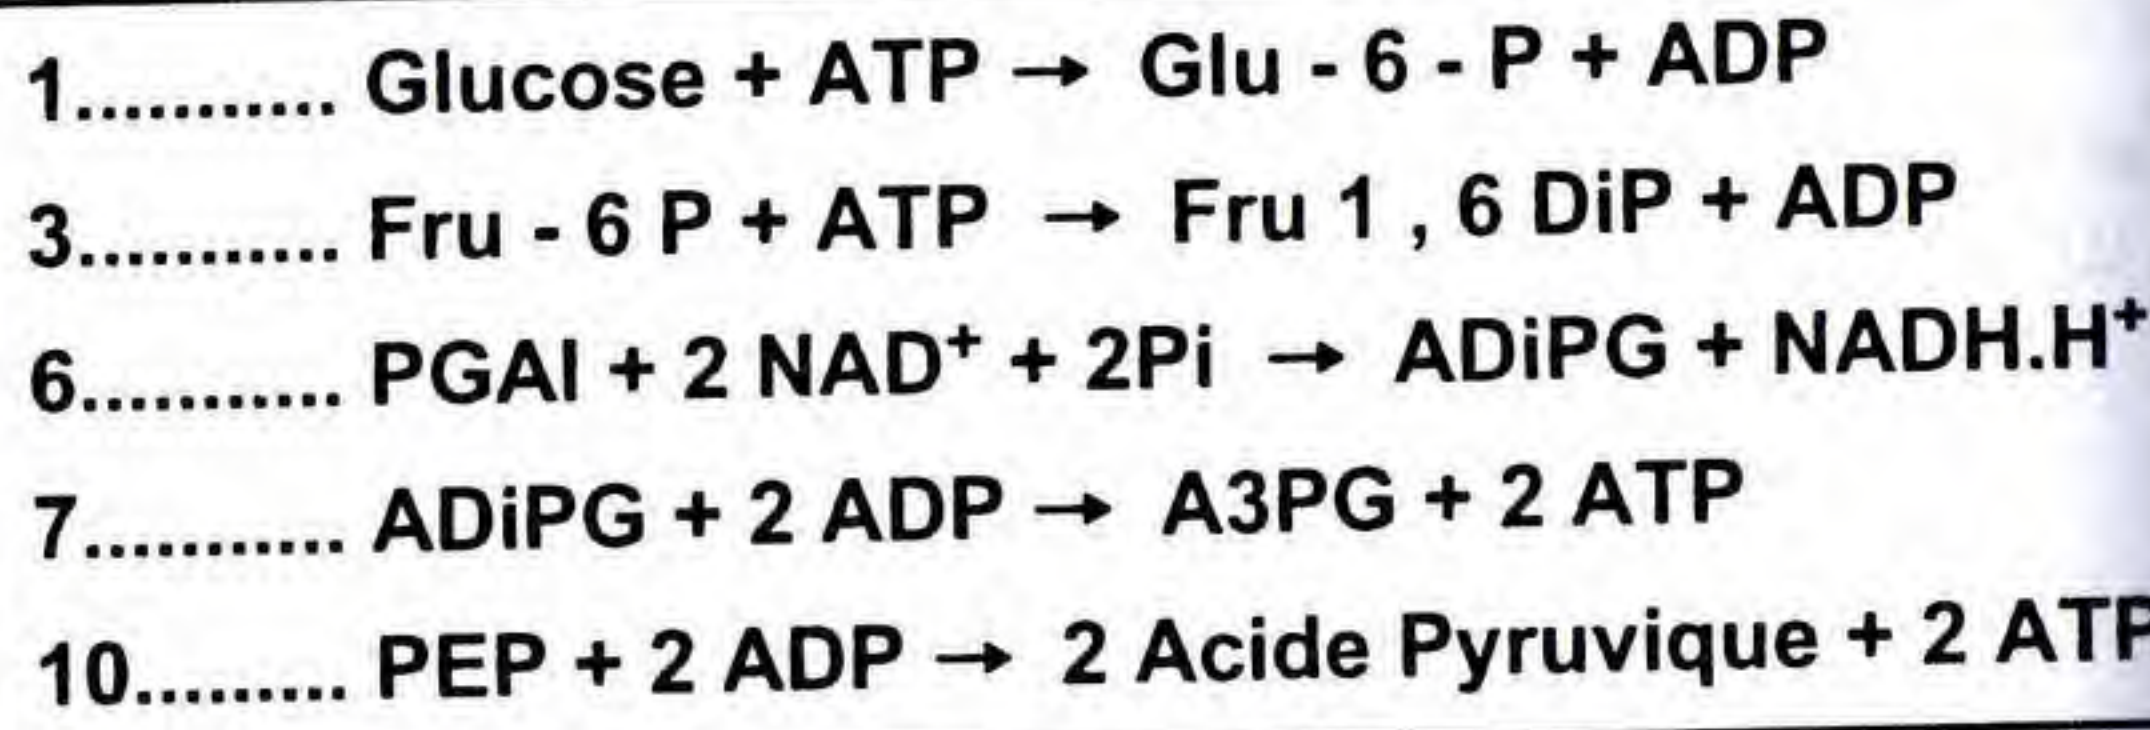 1........... Glucose + ATP → Glu - 6 - P + ADP
3........... Fru - 6 P + ATP → Fru 1 , 6 DiP + ADP
6........... PGAl + 2 NAD⁺ + 2Pi → ADiPG + NADH.H⁺
7........... ADiPG + 2 ADP → A3PG + 2 ATP
10......... PEP + 2 ADP → 2 Acide Pyruvique + 2 ATP